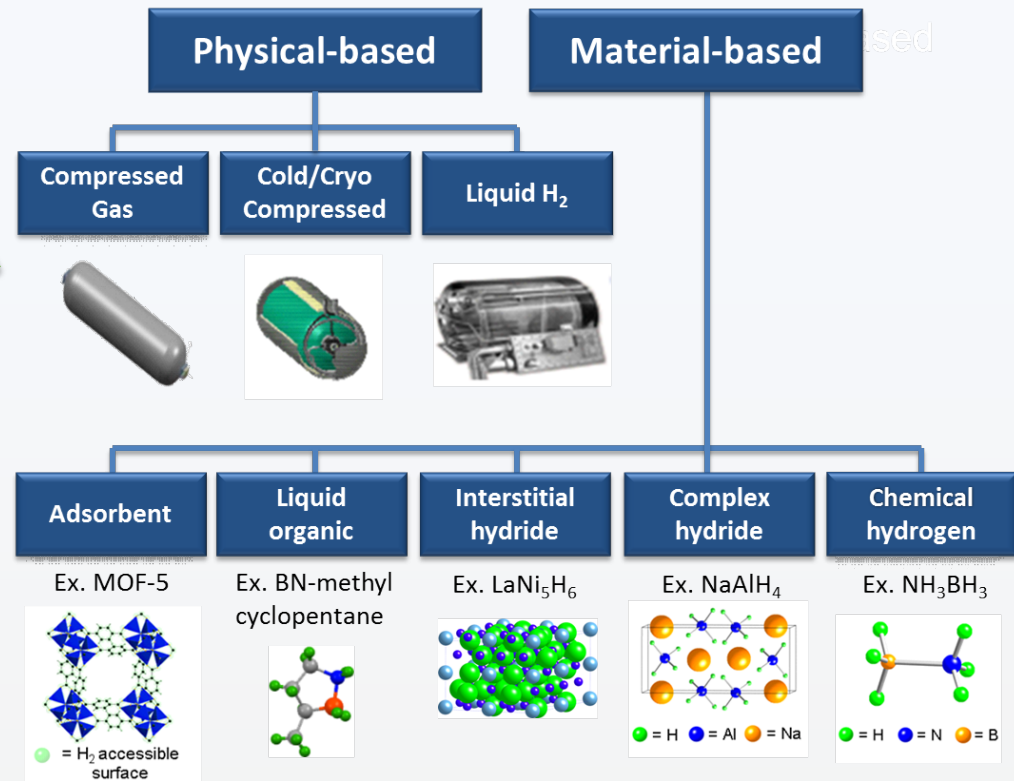 Physical-based
Material-based
ised
Compressed
Gas
Cold/Cryo
Compressed
Liquid H₂
Adsorbent
Liquid
organic
Interstitial
hydride
Complex
hydride
Chemical
hydrogen
Ex. MOF-5
Ex. BN-methyl
cyclopentane
Ex. LaNi₅H₆
Ex. NaAlH₄
Ex. NH₃BH₃
= H₂ accessible
surface
= H = Al = Na
= H = N = B